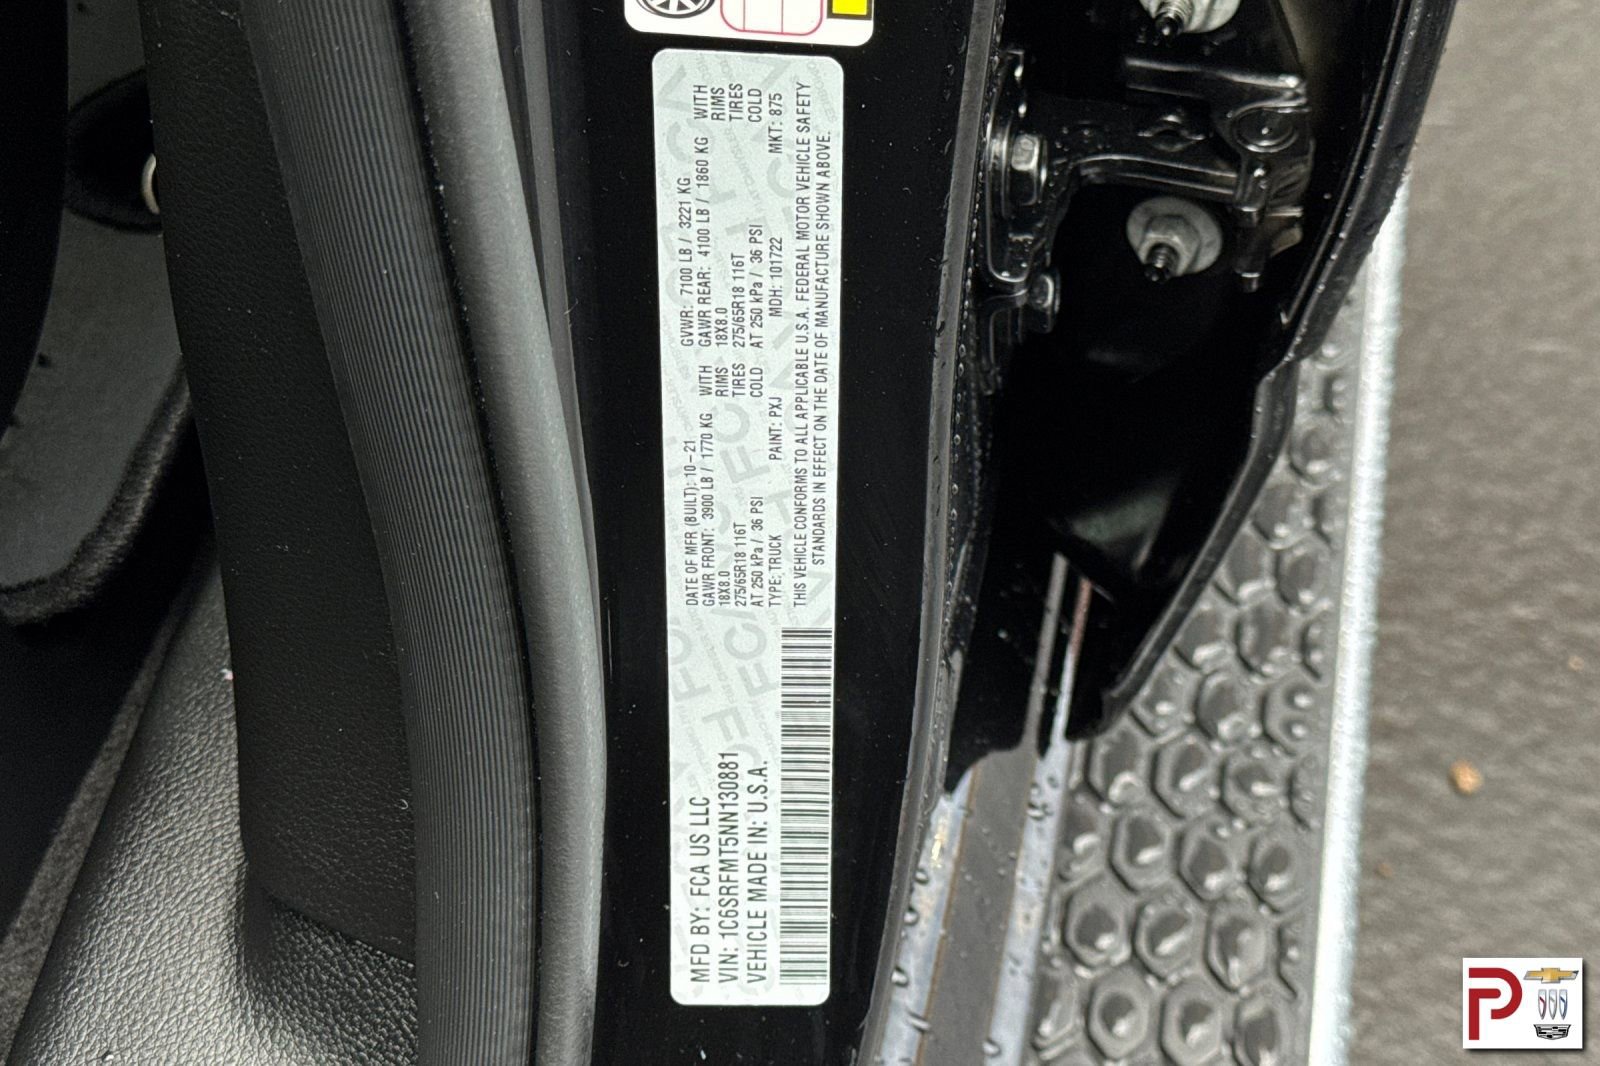 MFD BY: FCA US LLC
VIN: 1C6SRFMT5NN130881
VEHICLE MADE IN: U.S.A.
DATE OF MFR (BUILT): 10-21 GVWR: 7100 LB / 3221 KG
GAWR FRONT: 3900 LB / 1770 KG WITH GAWR REAR: 4100 LB / 1860 KG WITH
18X8.0 RIMS 18X8.0 RIMS
275/65R18 116T TIRES 275/65R18 116T TIRES
AT 250 kPa / 36 PSI COLD AT 250 kPa / 36 PSI COLD
TYPE: TRUCK PAINT: PXJ MDH: 101722 MKT: 875
THIS VEHICLE CONFORMS TO ALL APPLICABLE U.S.A. FEDERAL MOTOR VEHICLE SAFETY
STANDARDS IN EFFECT ON THE DATE OF MANUFACTURE SHOWN ABOVE.
P